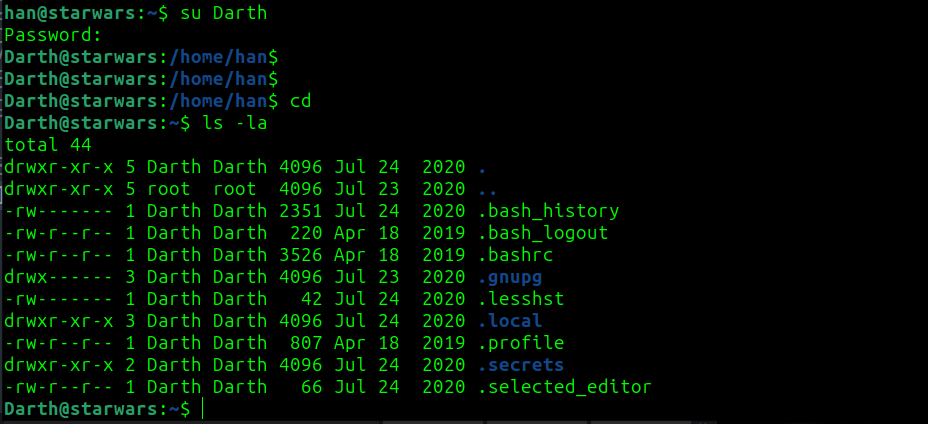 han@starwars:~$ su Darth
Password:
Darth@starwars:/home/han$
Darth@starwars:/home/han$
Darth@starwars:/home/han$ cd
Darth@starwars:~$ ls -la
total 44
drwxr-xr-x 5 Darth Darth 4096 Jul 24  2020 .
drwxr-xr-x 5 root  root  4096 Jul 23  2020 ..
-rw------- 1 Darth Darth 2351 Jul 24  2020 .bash_history
-rw-r--r-- 1 Darth Darth  220 Apr 18  2019 .bash_logout
-rw-r--r-- 1 Darth Darth 3526 Apr 18  2019 .bashrc
drwx------ 3 Darth Darth 4096 Jul 23  2020 .gnupg
-rw------- 1 Darth Darth   42 Jul 24  2020 .lesshst
drwxr-xr-x 3 Darth Darth 4096 Jul 24  2020 .local
-rw-r--r-- 1 Darth Darth  807 Apr 18  2019 .profile
drwxr-xr-x 2 Darth Darth 4096 Jul 24  2020 .secrets
-rw-r--r-- 1 Darth Darth   66 Jul 24  2020 .selected_editor
Darth@starwars:~$